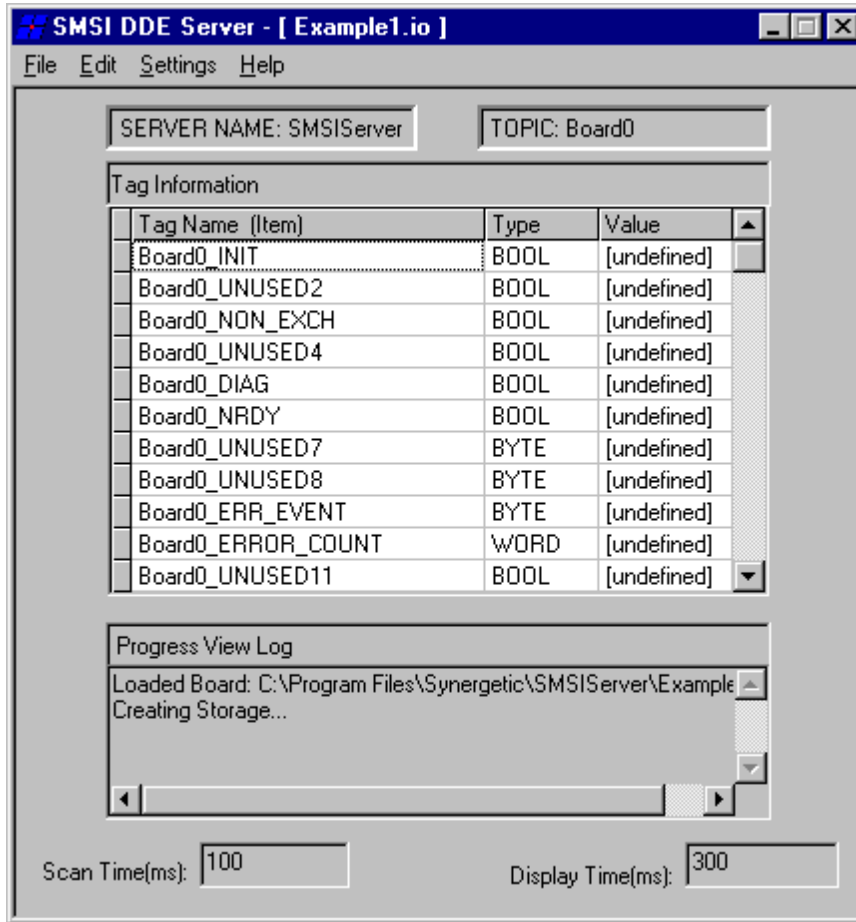 SMSI DDE Server - [ Example1.io ]
File Edit Settings Help
SERVER NAME: SMSIServer TOPIC: Board0
Tag Information
Tag Name (Item) Type Value
Board0_INIT BOOL [undefined]
Board0_UNUSED2 BOOL [undefined]
Board0_NON_EXCH BOOL [undefined]
Board0_UNUSED4 BOOL [undefined]
Board0_DIAG BOOL [undefined]
Board0_NRDY BOOL [undefined]
Board0_UNUSED7 BYTE [undefined]
Board0_UNUSED8 BYTE [undefined]
Board0_ERR_EVENT BYTE [undefined]
Board0_ERROR_COUNT WORD [undefined]
Board0_UNUSED11 BOOL [undefined]
Progress View Log
Loaded Board: C:\Program Files\Synergetic\SMSIServer\Example
Creating Storage...
Scan Time(ms): 100 Display Time(ms): 300